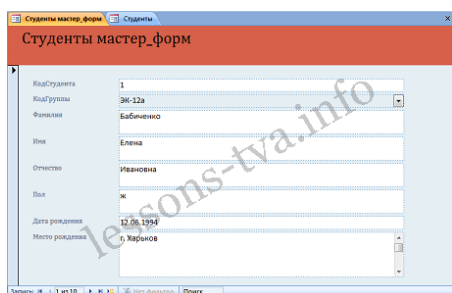 Студенты мастер_форм Студенты
Студенты мастер_форм
КодСтудента 1
КодГруппы ЭК-12а
Фамилия Бабиченко
Имя Елена
Отчество Ивановна
Пол ж
Дата рождения 12.06.1994
Место рождения г. Харьков
lessons-tva.info
Запись: 1 из 10 Нет фильтра Поиск